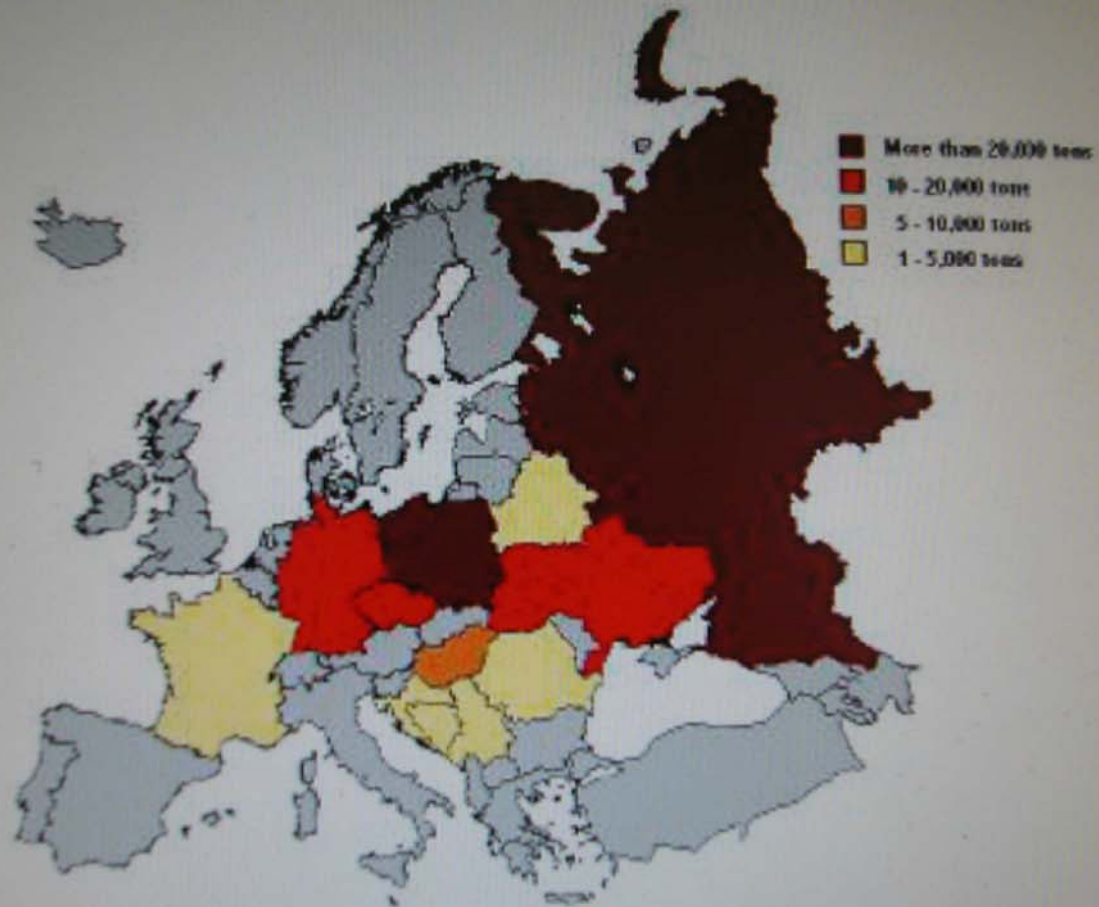 More than 20,000 tons
10 - 20,000 tons
5 - 10,000 tons
1 - 5,000 tons